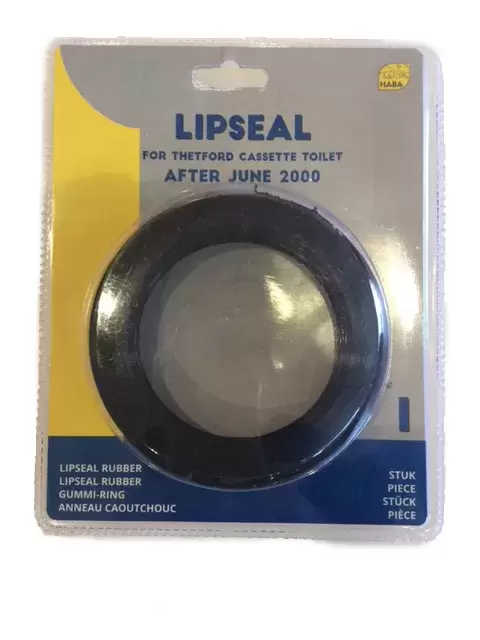 HABA
LIPSEAL
FOR THETFORD CASSETTE TOILET
AFTER JUNE 2000
1
LIPSEAL RUBBER
LIPSEAL RUBBER
GUMMI-RING
ANNEAU CAOUTCHOUC
STUK
PIECE
STÜCK
PIÈCE